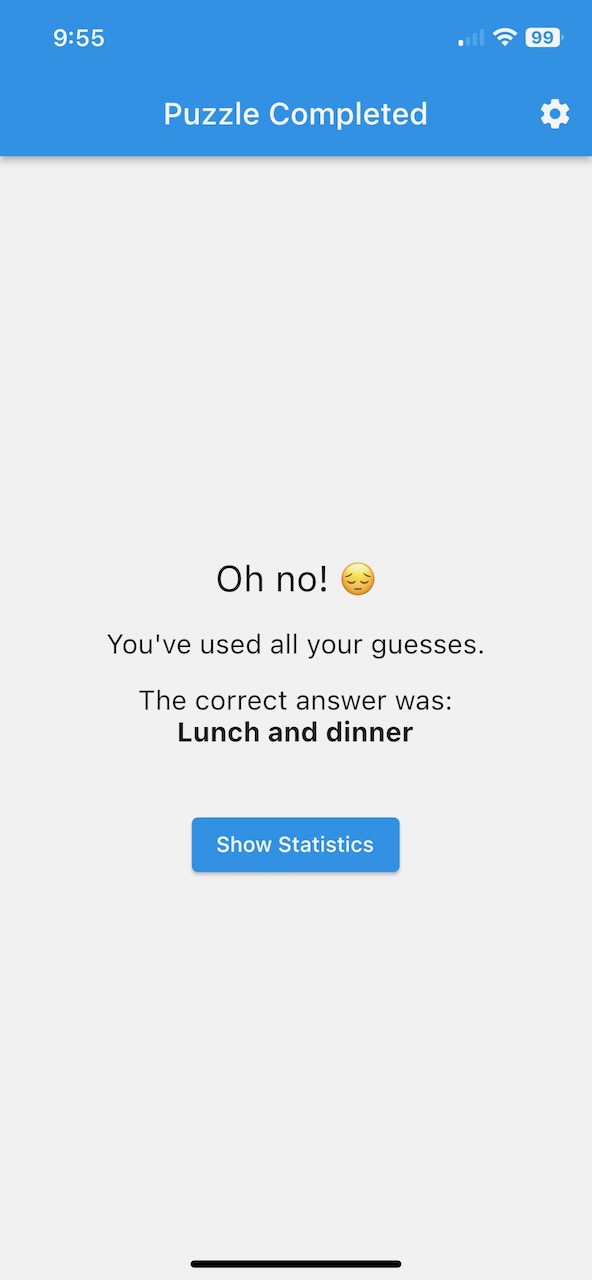 9:55
99
Puzzle Completed
Oh no! 😔
You've used all your guesses.
The correct answer was:
Lunch and dinner
Show Statistics